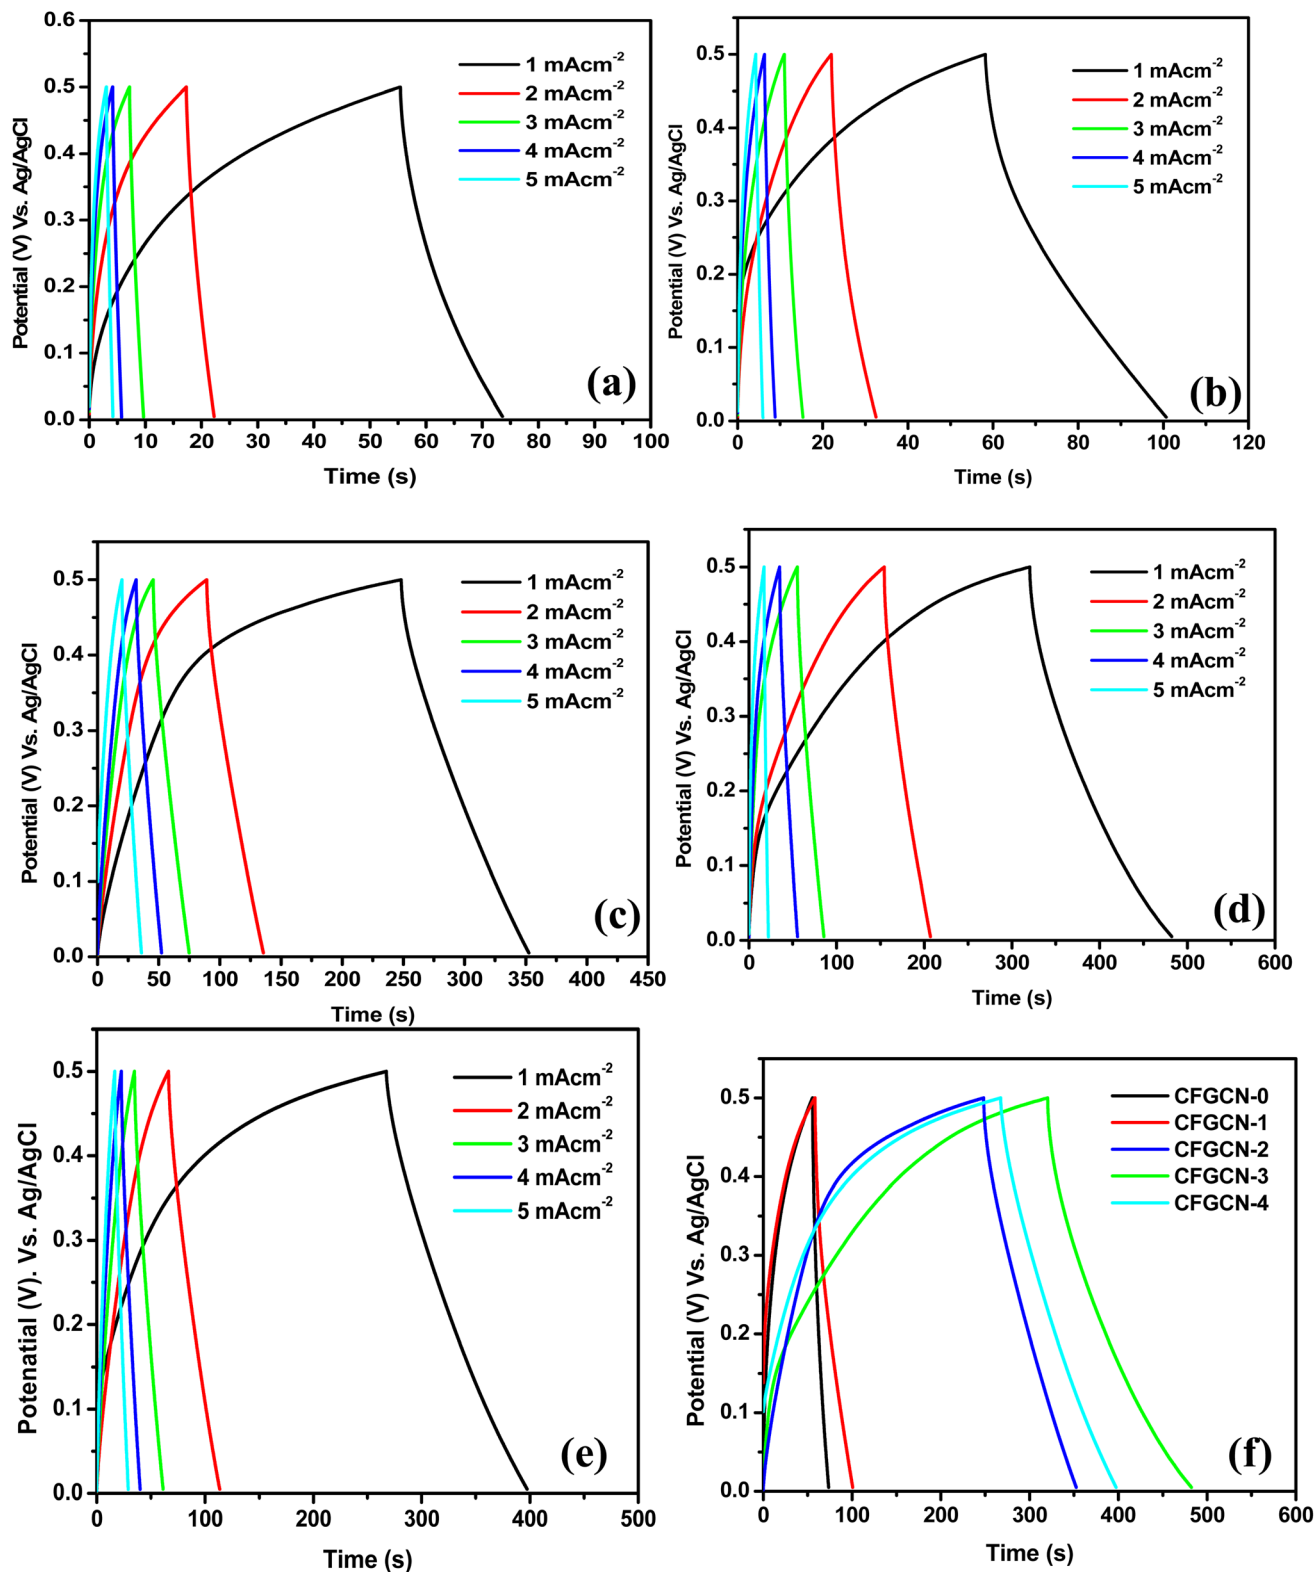 0.6
0.5
0.4
0.3
0.2
0.1
0.0
Potential (V) Vs. Ag/AgCl
1 mAcm-2
2 mAcm-2
3 mAcm-2
4 mAcm-2
5 mAcm-2
(a)
0 10 20 30 40 50 60 70 80 90 100
Time (s)
0.5
0.4
0.3
0.2
0.1
0.0
Potential (V) Vs. Ag/AgCl
1 mAcm-2
2 mAcm-2
3 mAcm-2
4 mAcm-2
5 mAcm-2
(b)
0 20 40 60 80 100 120
Time (s)
0.5
0.4
0.3
0.2
0.1
0.0
Potential (V) Vs. Ag/AgCl
1 mAcm-2
2 mAcm-2
3 mAcm-2
4 mAcm-2
5 mAcm-2
(c)
0 50 100 150 200 250 300 350 400 450
Time (s)
0.5
0.4
0.3
0.2
0.1
0.0
Potential (V) Vs. Ag/AgCl
1 mAcm-2
2 mAcm-2
3 mAcm-2
4 mAcm-2
5 mAcm-2
(d)
0 100 200 300 400 500 600
Time (s)
0.5
0.4
0.3
0.2
0.1
0.0
Potenatial (V). Vs. Ag/AgCl
1 mAcm-2
2 mAcm-2
3 mAcm-2
4 mAcm-2
5 mAcm-2
(e)
0 100 200 300 400 500
Time (s)
0.5
0.4
0.3
0.2
0.1
0.0
Potential (V) Vs. Ag/AgCl
CFGCN-0
CFGCN-1
CFGCN-2
CFGCN-3
CFGCN-4
(f)
0 100 200 300 400 500 600
Time (s)